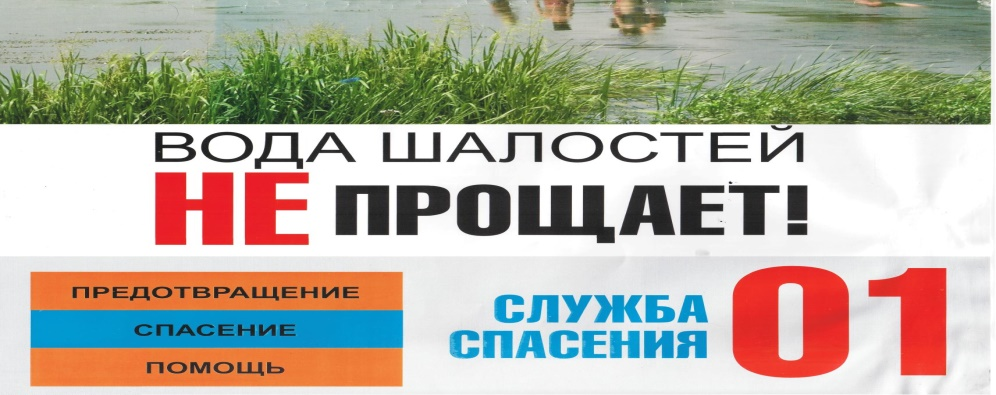 ВОДА ШАЛОСТЕЙ
НЕ ПРОЩАЕТ!
ПРЕДОТВРАЩЕНИЕ
СПАСЕНИЕ
ПОМОЩЬ
СЛУЖБА
СПАСЕНИЯ
01